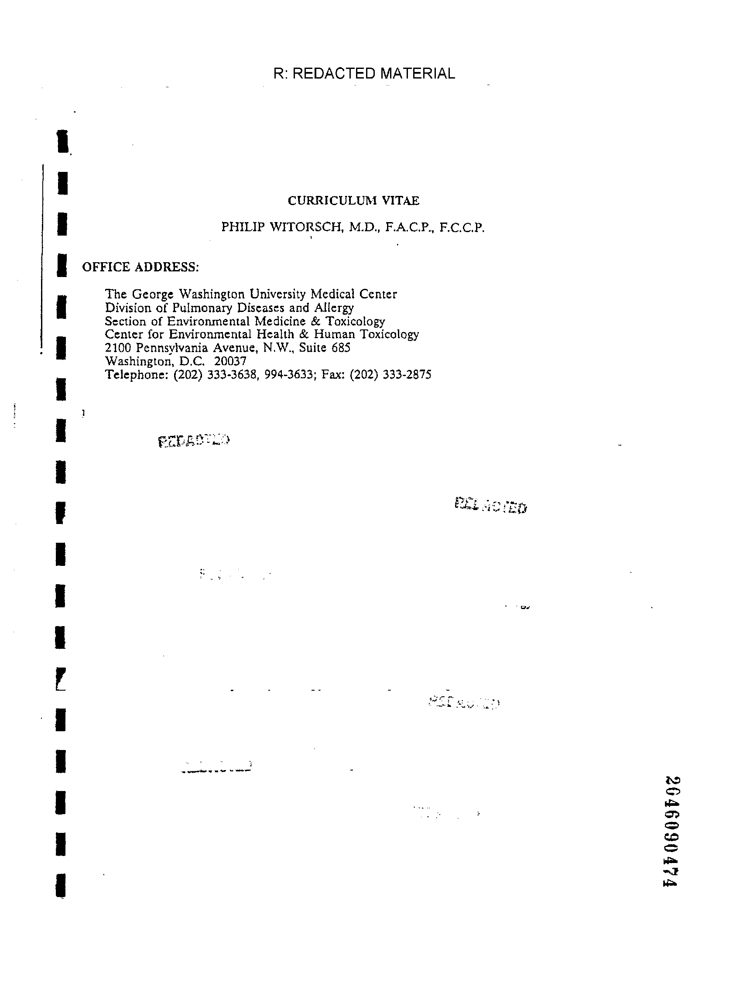 R: REDACTED MATERIAL
CURRICULUM VITAE
PHILIP WITORSCH, M.D., F.A.C.P., F.C.C.P.
OFFICE ADDRESS:
The George Washington University Medical Center
Division of Pulmonary Diseases and Allergy
Section of Environmental Medicine & Toxicology
Center for Environmental Health & Human Toxicology
2100 Pennsylvania Avenue, N.W., Suite 685
Washington, D.C. 20037
Telephone: (202) 333-3638, 994-3633; Fax: (202) 333-2875
REDACTED
REDACTED
REDACTED
2046090474